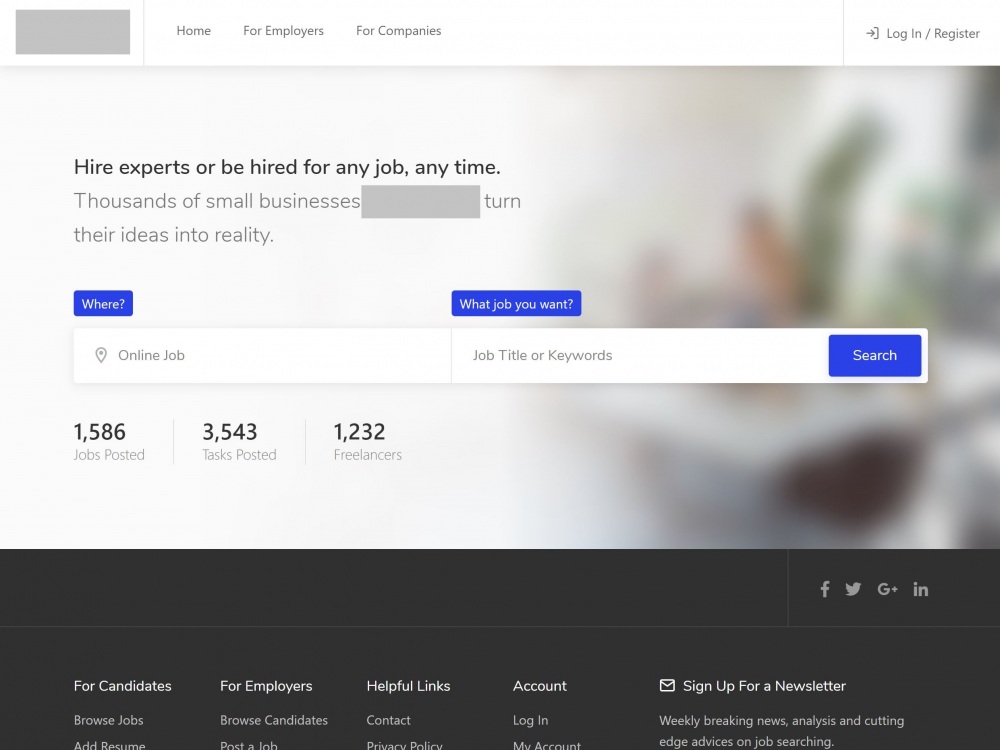 Home
For Employers
For Companies
Log In / Register
Hire experts or be hired for any job, any time.
Thousands of small businesses turn
their ideas into reality.
Where?
What job you want?
Online Job
Job Title or Keywords
Search
1,586
Jobs Posted
3,543
Tasks Posted
1,232
Freelancers
For Candidates
Browse Jobs
Add Resume
For Employers
Browse Candidates
Post a Job
Helpful Links
Contact
Privacy Policy
Account
Log In
My Account
Sign Up For a Newsletter
Weekly breaking news, analysis and cutting
edge advices on job searching.